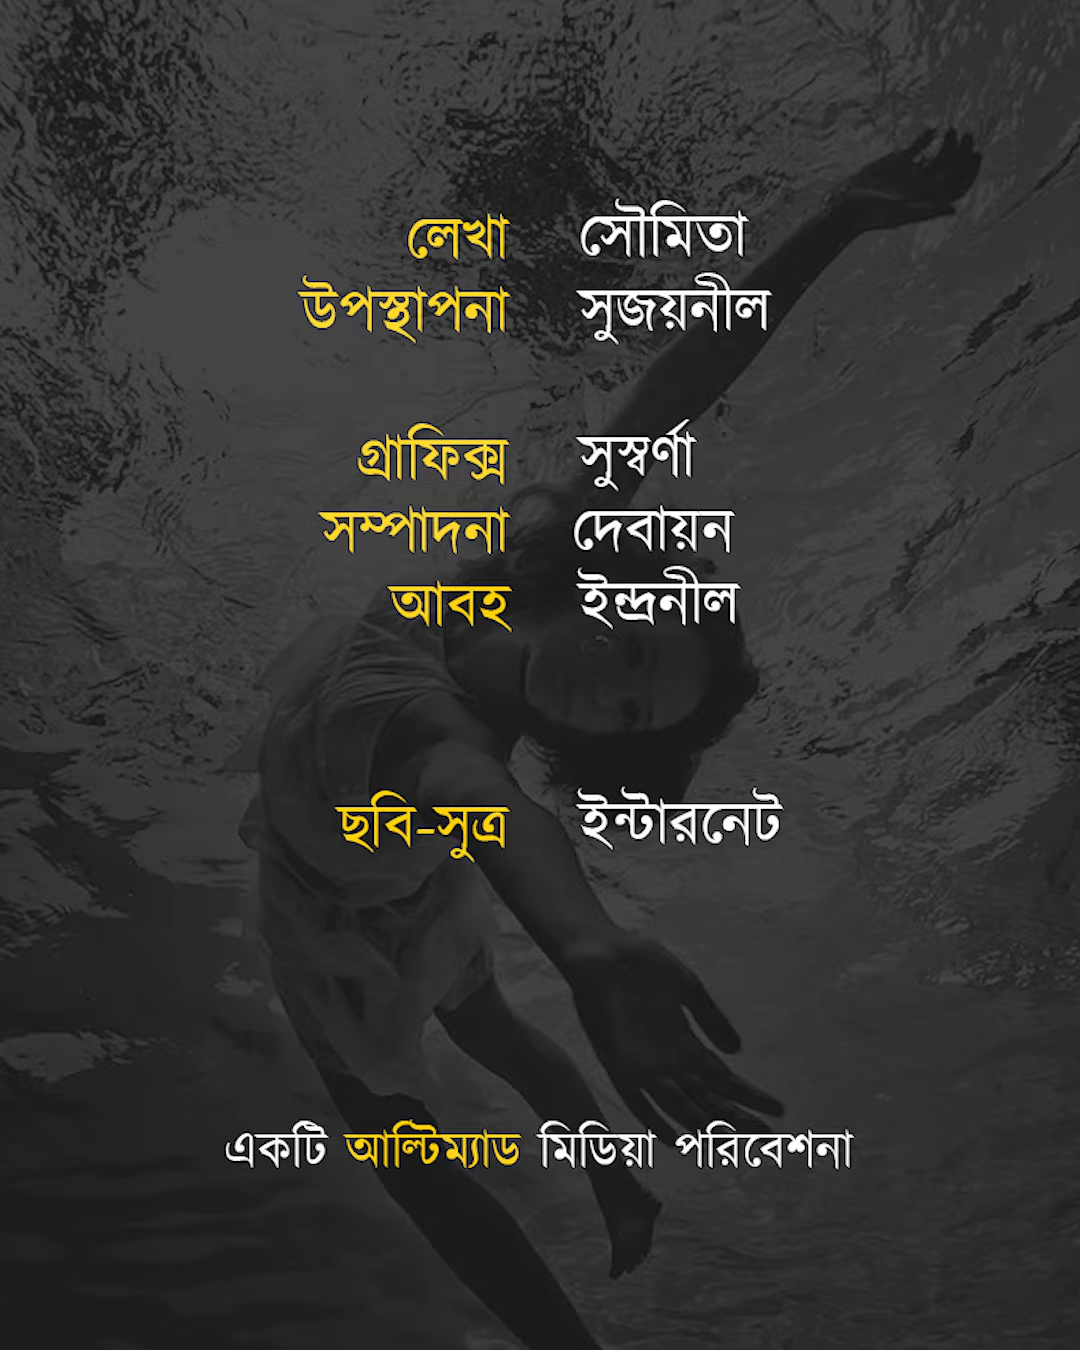 লেখা সৌমিতা
উপস্থাপনা সুজয়নীল
গ্রাফিক্স সুস্বর্ণা
সম্পাদনা দেবায়ন
আবহ ইন্দ্রনীল
ছবি-সুত্র ইন্টারনেট
একটি আল্টিম্যাড মিডিয়া পরিবেশনা